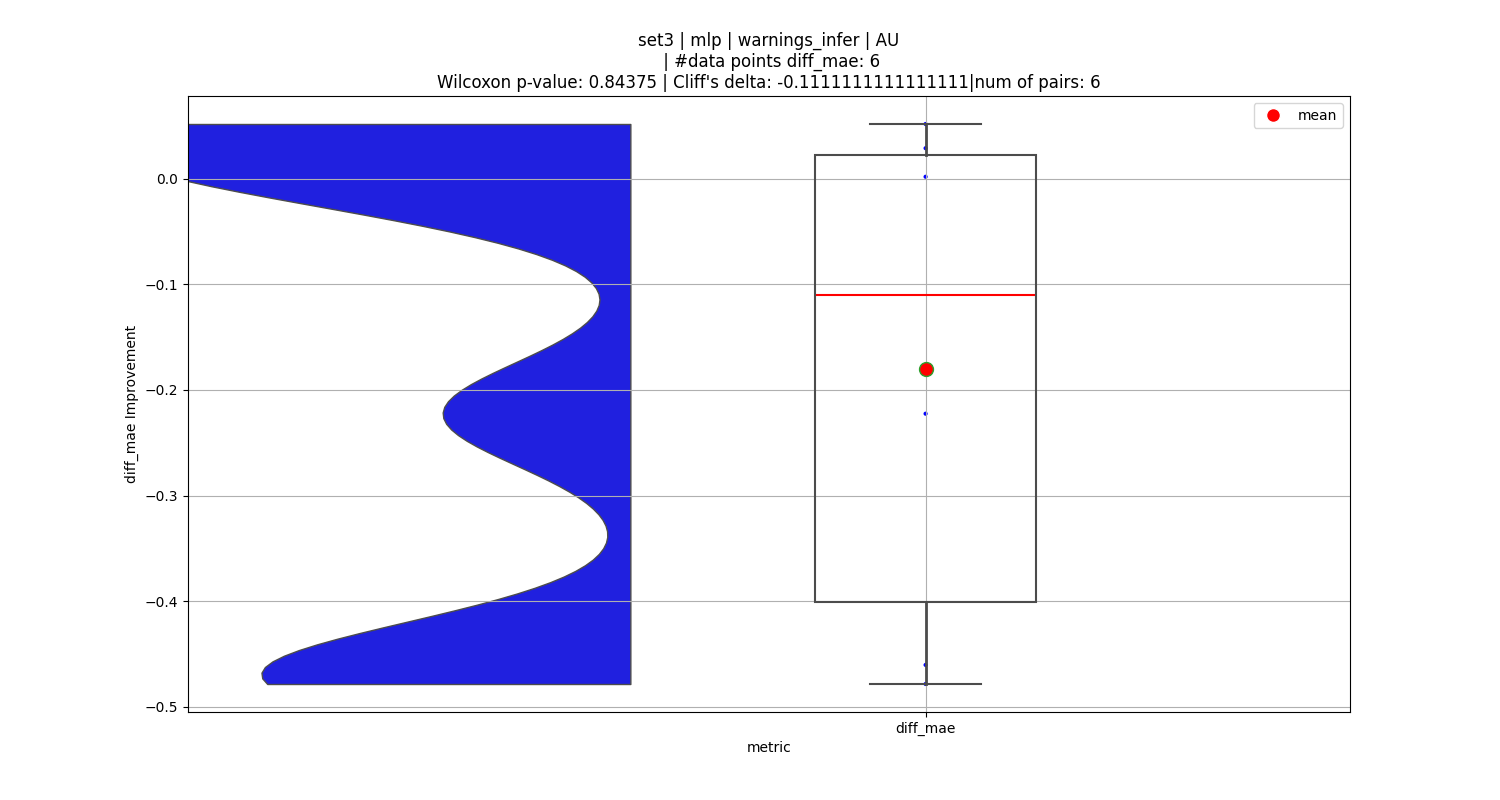 set3 | mlp | warnings_infer | AU
| #data points diff_mae: 6
Wilcoxon p-value: 0.84375 | Cliff's delta: -0.1111111111111111|num of pairs: 6
mean
0.0
−0.1
−0.2
−0.3
−0.4
−0.5
diff_mae Improvement
diff_mae
metric